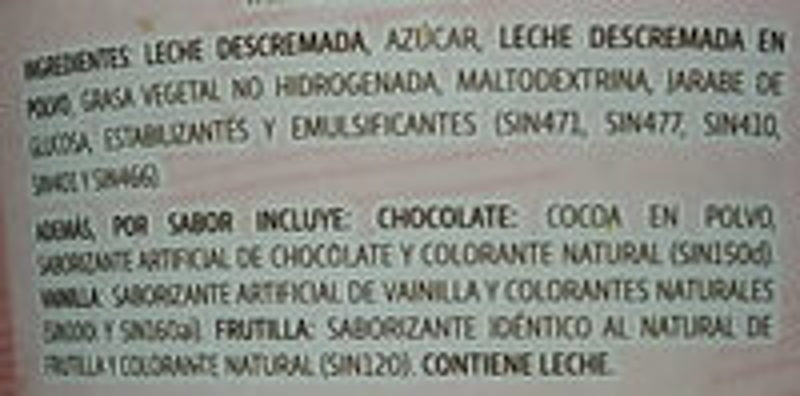 INGREDIENTES: LECHE DESCREMADA, AZÚCAR, LECHE DESCREMADA EN
POLVO, GRASA VEGETAL NO HIDROGENADA, MALTODEXTRINA, JARABE DE
GLUCOSA, ESTABILIZANTES Y EMULSIFICANTES (SIN471, SIN477, SIN410,
Y SIN466)
ADEMÁS, POR SABOR INCLUYE: CHOCOLATE: COCOA EN POLVO,
SABORIZANTE ARTIFICIAL DE CHOCOLATE Y COLORANTE NATURAL (SIN150d).
VAINILLA: SABORIZANTE ARTIFICIAL DE VAINILLA Y COLORANTES NATURALES
Y SIN160a). FRUTILLA: SABORIZANTE IDÉNTICO AL NATURAL DE
FRUTILLA Y COLORANTE NATURAL (SIN120). CONTIENE LECHE.